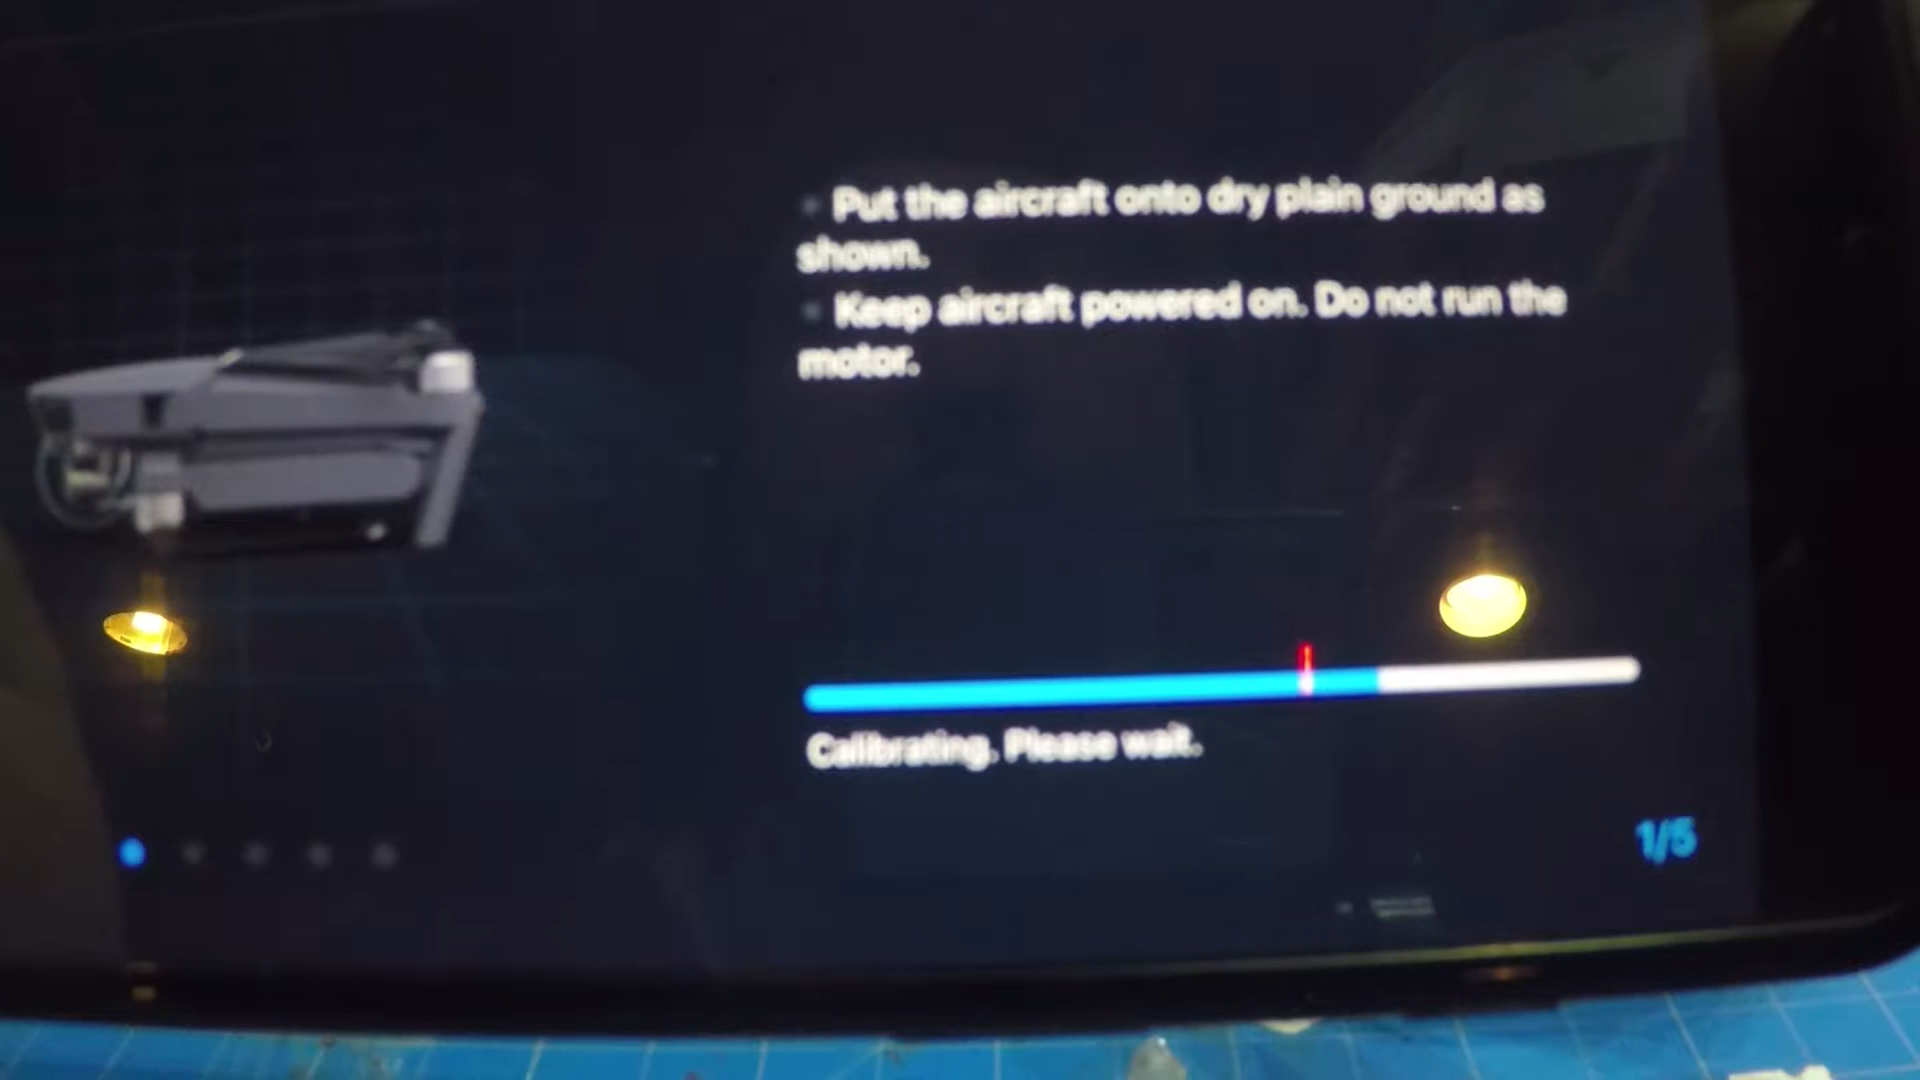 Put the aircraft onto dry plain ground as
shown.
Keep aircraft powered on. Do not run the
motor.
Calibrating. Please wait.
1/5